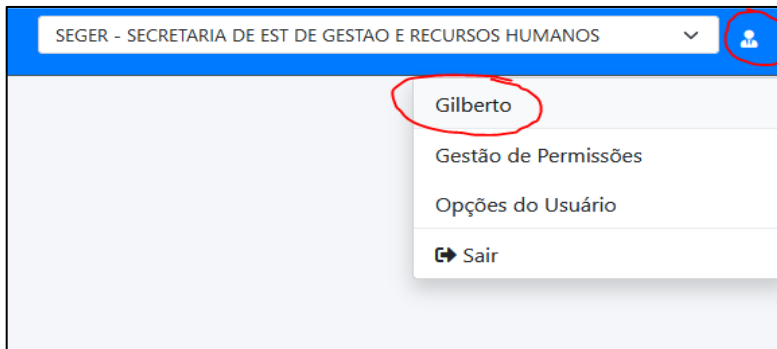 SEGER - SECRETARIA DE EST DE GESTAO E RECURSOS HUMANOS
Gilberto
Gestão de Permissões
Opções do Usuário
Sair